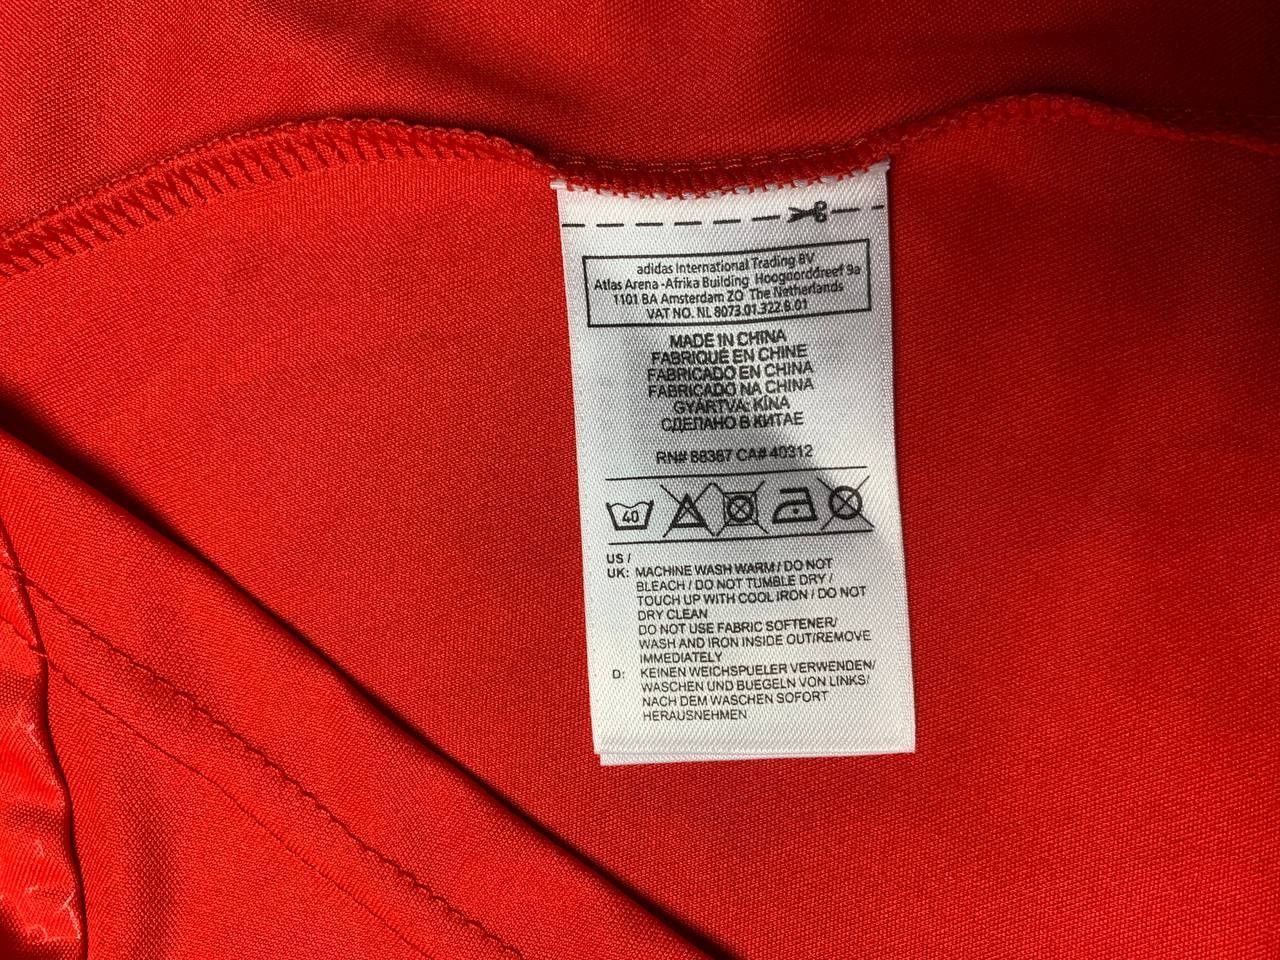 adidas International Trading BV
Atlas Arena -Afrika Building Hoogoorddreef 9a
1101 BA Amsterdam ZO The Netherlands
VAT NO. NL 8073.01.322.B.01
MADE IN CHINA
FABRIQUÉ EN CHINE
FABRICADO EN CHINA
FABRICADO NA CHINA
GYÁRTVA: KÍNA
СДЕЛАНО В КИТАЕ
RN# 88387 CA# 40312
40
US /
UK: MACHINE WASH WARM / DO NOT
BLEACH / DO NOT TUMBLE DRY /
TOUCH UP WITH COOL IRON / DO NOT
DRY CLEAN
DO NOT USE FABRIC SOFTENER/
WASH AND IRON INSIDE OUT/REMOVE
IMMEDIATELY
D: KEINEN WEICHSPUELER VERWENDEN/
WASCHEN UND BUEGELN VON LINKS/
NACH DEM WASCHEN SOFORT
HERAUSNEHMEN